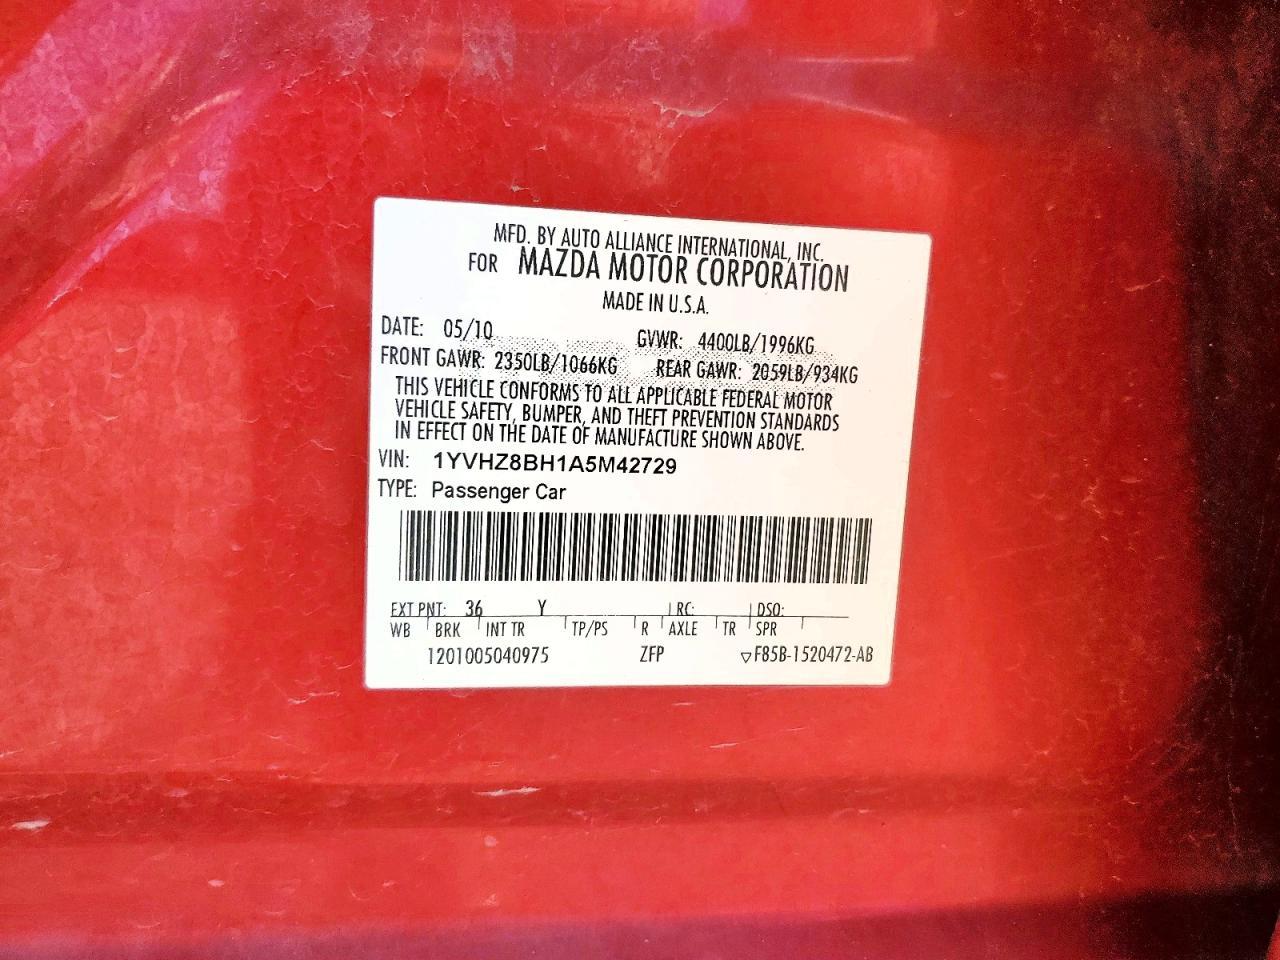 MFD. BY AUTO ALLIANCE INTERNATIONAL, INC.
FOR MAZDA MOTOR CORPORATION
MADE IN U.S.A.
DATE: 05/10 GVWR: 4400LB/1996KG
FRONT GAWR: 2350LB/1066KG REAR GAWR: 2059LB/934KG
THIS VEHICLE CONFORMS TO ALL APPLICABLE FEDERAL MOTOR
VEHICLE SAFETY, BUMPER, AND THEFT PREVENTION STANDARDS
IN EFFECT ON THE DATE OF MANUFACTURE SHOWN ABOVE.
VIN: 1YVHZ8BH1A5M42729
TYPE: Passenger Car
EXT PNT: 36 Y RC: DSO:
WB BRK INT TR TP/PS R AXLE TR SPR
1201005040975 ZFP ▽F85B-1520472-AB